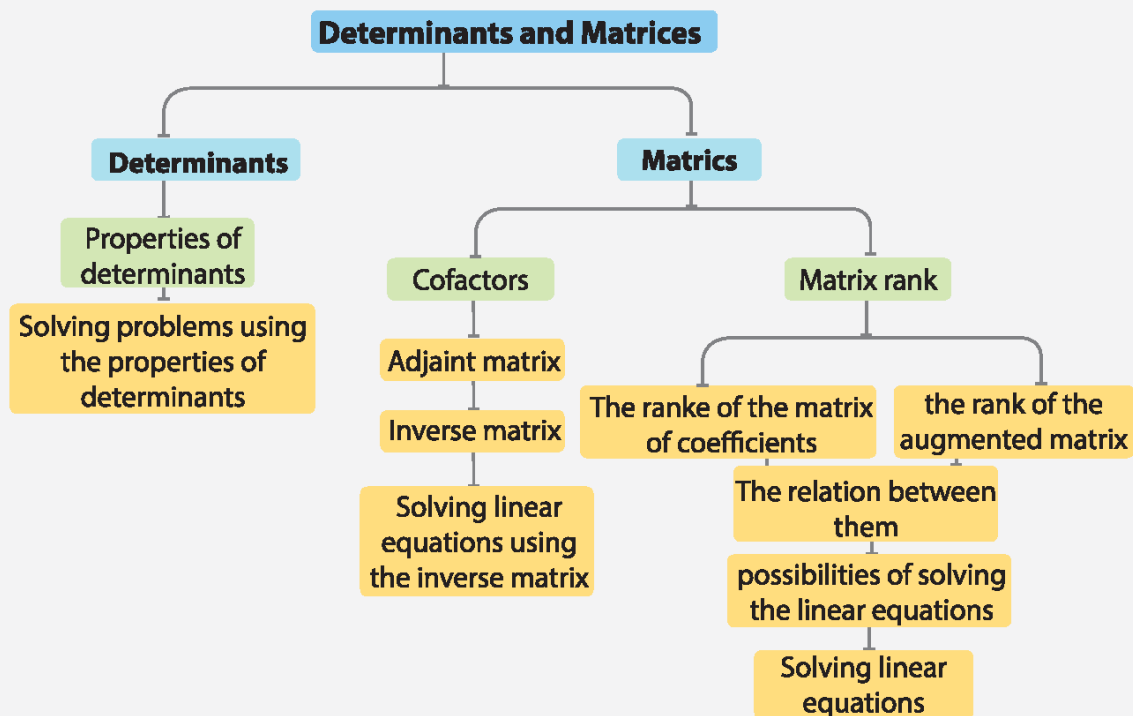 Determinants and Matrices
Determinants
Matrics
Properties of
determinants
Solving problems using
the properties of
determinants
Cofactors
Adjaint matrix
Inverse matrix
Solving linear
equations using
the inverse matrix
Matrix rank
The ranke of the matrix
of coefficients
the rank of the
augmented matrix
The relation between
them
possibilities of solving
the linear equations
Solving linear
equations